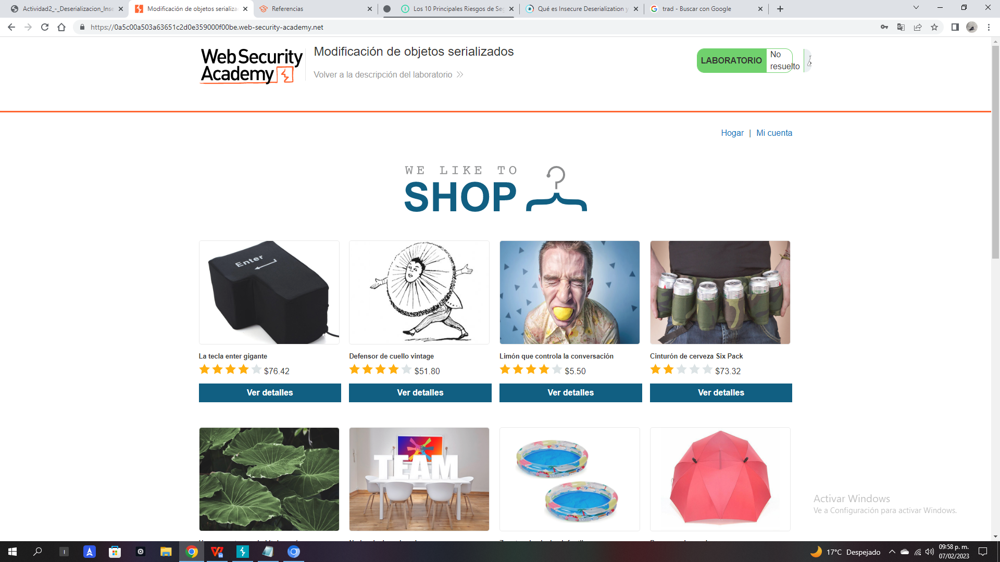 Actividad2_-_Deserializacion_Inse
Modificación de objetos serializa
Referencias
Los 10 Principales Riesgos de Seg
Qué es Insecure Deserialization y
trad - Buscar con Google
https://0a5c00a503a63651c2d0e359000f00be.web-security-academy.net
Web Security
Academy
Modificación de objetos serializados
Volver a la descripción del laboratorio
LABORATORIO
No
resuelto
Hogar | Mi cuenta
WE LIKE TO
SHOP
Enter
La tecla enter gigante
$76.42
Ver detalles
Defensor de cuello vintage
$51.80
Ver detalles
Limón que controla la conversación
$5.50
Ver detalles
Cinturón de cerveza Six Pack
$73.32
Ver detalles
TEAM
Activar Windows
Ve a Configuración para activar Windows.
17°C Despejado
09:58 p. m.
07/02/2023